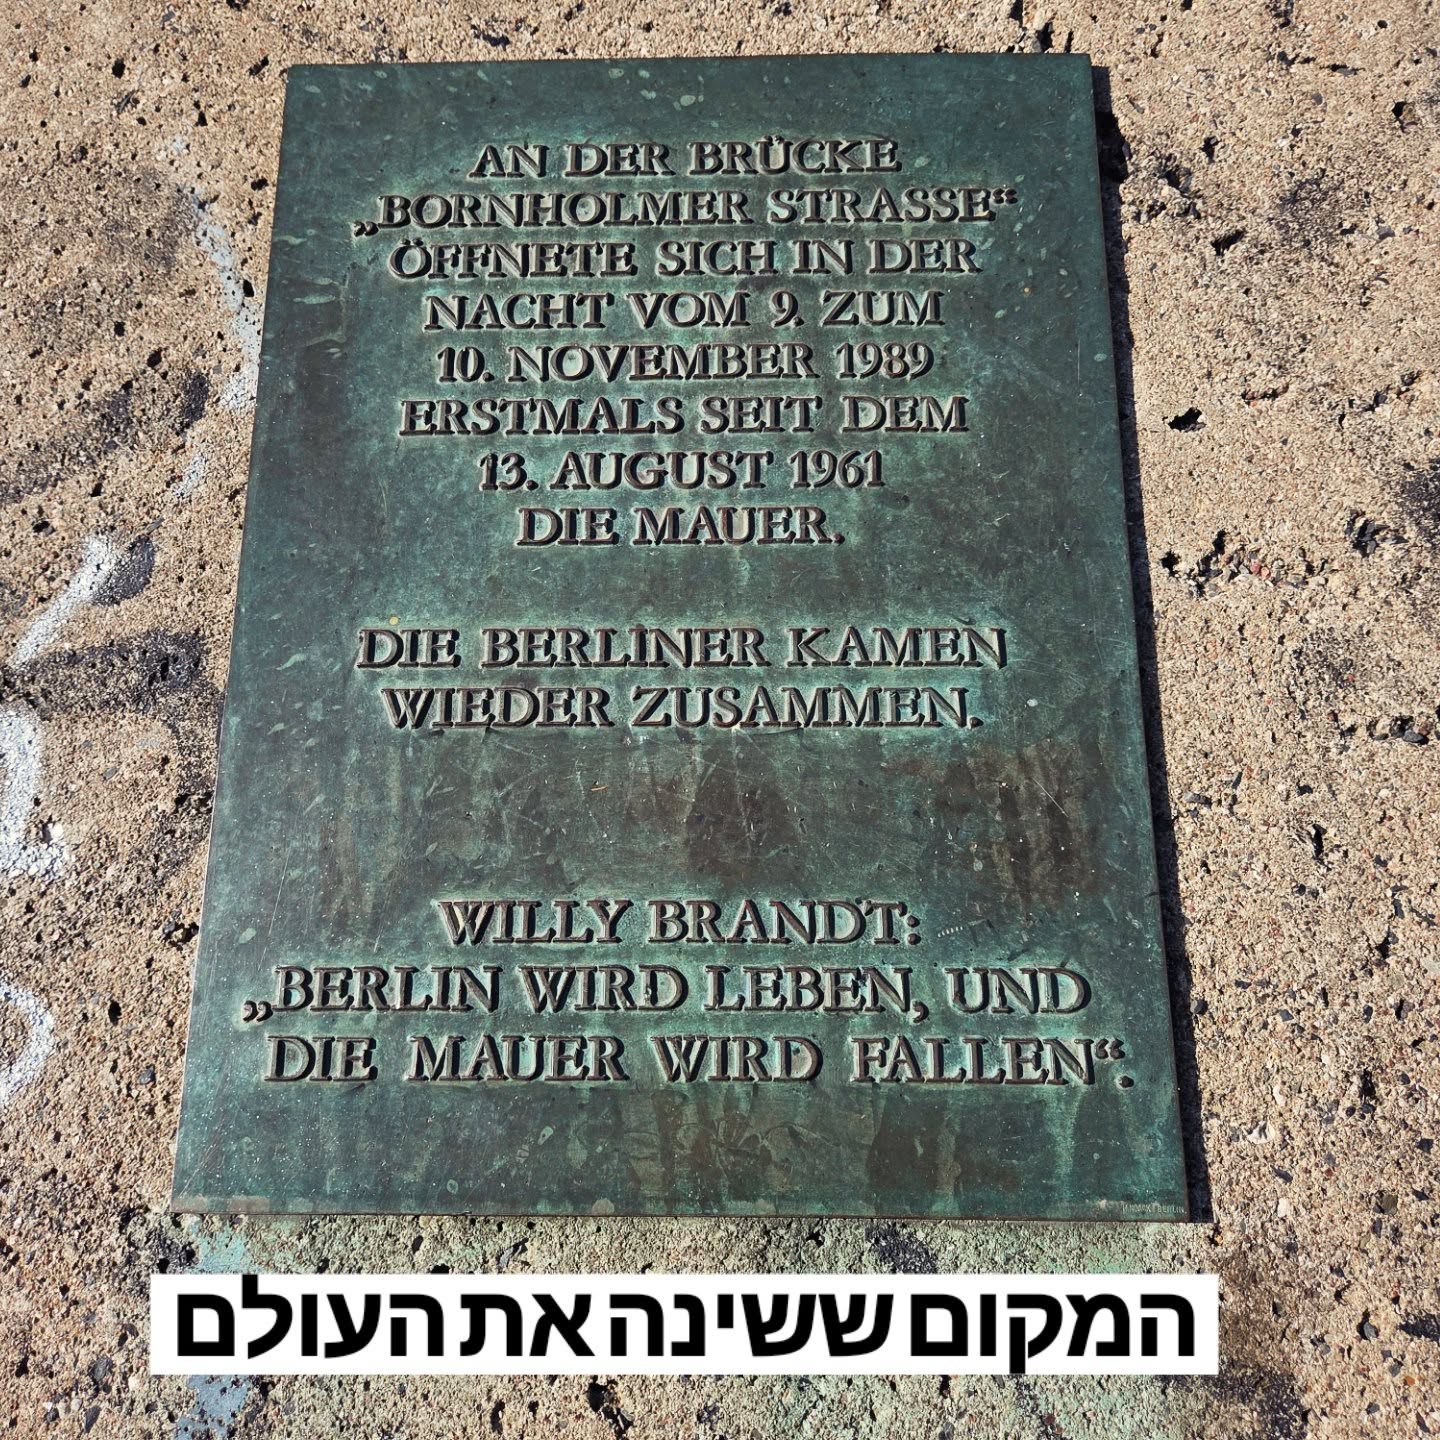 AN DER BRÜCKE
„BORNHOLMER STRASSE“
ÖFFNETE SICH IN DER
NACHT VOM 9. ZUM
10. NOVEMBER 1989
ERSTMALS SEIT DEM
13. AUGUST 1961
DIE MAUER.
DIE BERLINER KAMEN
WIEDER ZUSAMMEN.
WILLY BRANDT:
„BERLIN WIRD LEBEN, UND
DIE MAUER WIRD FALLEN“.
BERLIN
המקום ששינה את העולם